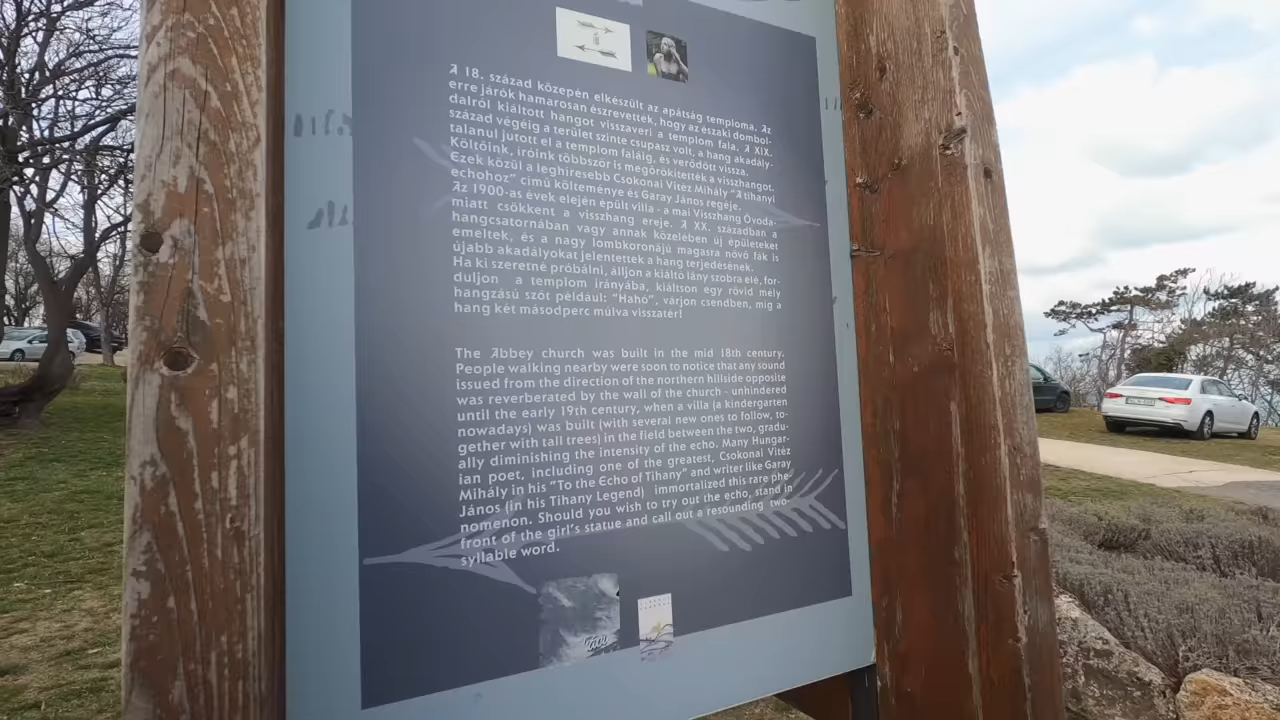 A 18. század közepén elkészült az apátság temploma. Az
erre járók hamarosan észrevették, hogy az északi dombol-
dalról kiáltott hangot visszaveri a templom fala. A XIX.
század végéig a terület szinte csupasz volt, a hang akadály-
talanul jutott el a templom faláig, és verődött vissza.
Költőink, íróink többször is megörökítették a visszhangot.
Ezek közül a leghíresebb Csokonai Vitéz Mihály "A tihanyi
echohoz" című költeménye és Garay János regéje.
Az 1900-as évek elején épült villa - a mai Visszhang Óvoda
miatt csökkent a visszhang ereje. A XX. században a
hangcsatornában vagy annak közelében új épületeket
emeltek, és a nagy lombkoronájú magasra növő fák is
újabb akadályokat jelentettek a hang terjedésének.
Ha ki szeretné próbálni, álljon a kiáltó lány szobra elé, for-
duljon a templom irányába, kiáltson egy rövid mély
hangzású szót például: "Hahó", várjon csendben, míg a
hang két másodperc múlva visszatér!
The Abbey church was built in the mid 18th century.
People walking nearby were soon to notice that any sound
issued from the direction of the northern hillside opposite
was reverberated by the wall of the church - unhindered
until the early 19th century, when a villa (a kindergarten
nowadays) was built (with several new ones to follow, to-
gether with tall trees) in the field between the two, gradu-
ally diminishing the intensity of the echo. Many Hungar-
ian poet, including one of the greatest, Csokonai Vitéz
Mihály in his "To the Echo of Tihany" and writer like Garay
János (in his Tihany Legend) immortalized this rare phe-
nomenon. Should you wish to try out the echo, stand in
front of the girl's statue and call out a resounding two-
syllable word.